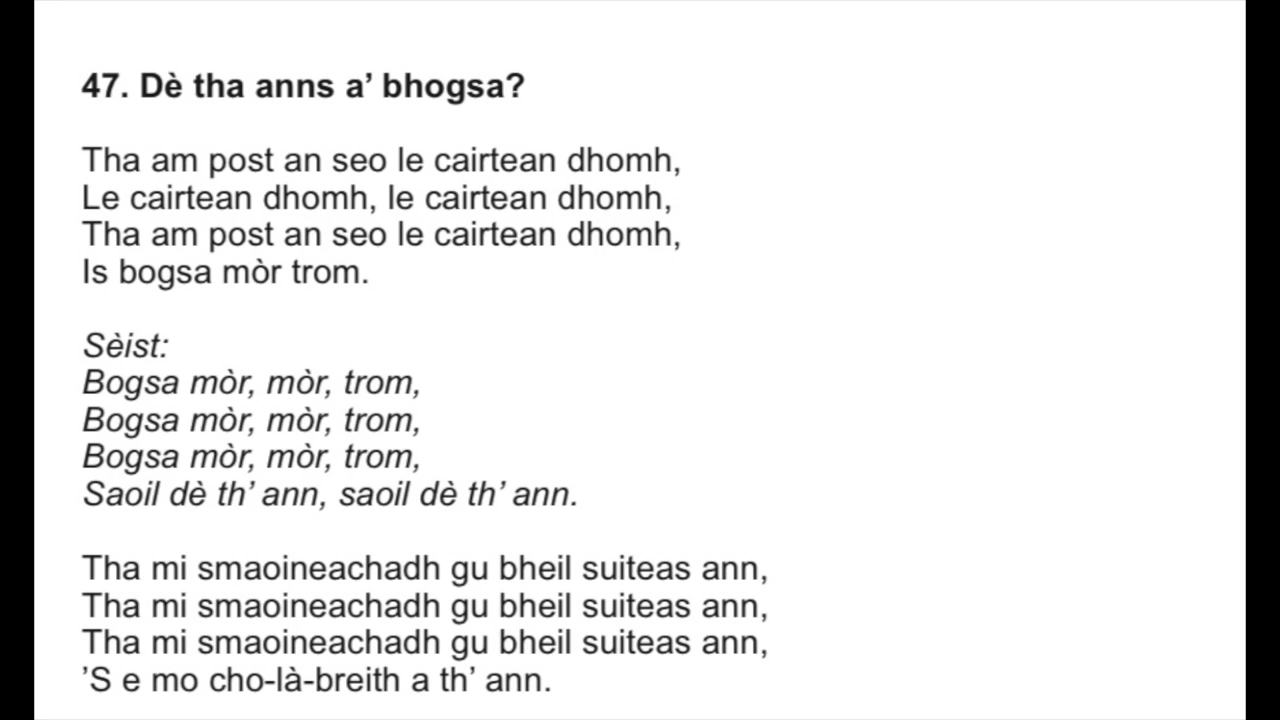 47. Dè tha anns a’ bhogsa?
Tha am post an seo le cairtean dhomh,
Le cairtean dhomh, le cairtean dhomh,
Tha am post an seo le cairtean dhomh,
Is bogsa mòr trom.
Sèist:
Bogsa mòr, mòr, trom,
Bogsa mòr, mòr, trom,
Bogsa mòr, mòr, trom,
Saoil dè th’ ann, saoil dè th’ ann.
Tha mi smaoineachadh gu bheil suiteas ann,
Tha mi smaoineachadh gu bheil suiteas ann,
Tha mi smaoineachadh gu bheil suiteas ann,
’S e mo cho-là-breith a th’ ann.